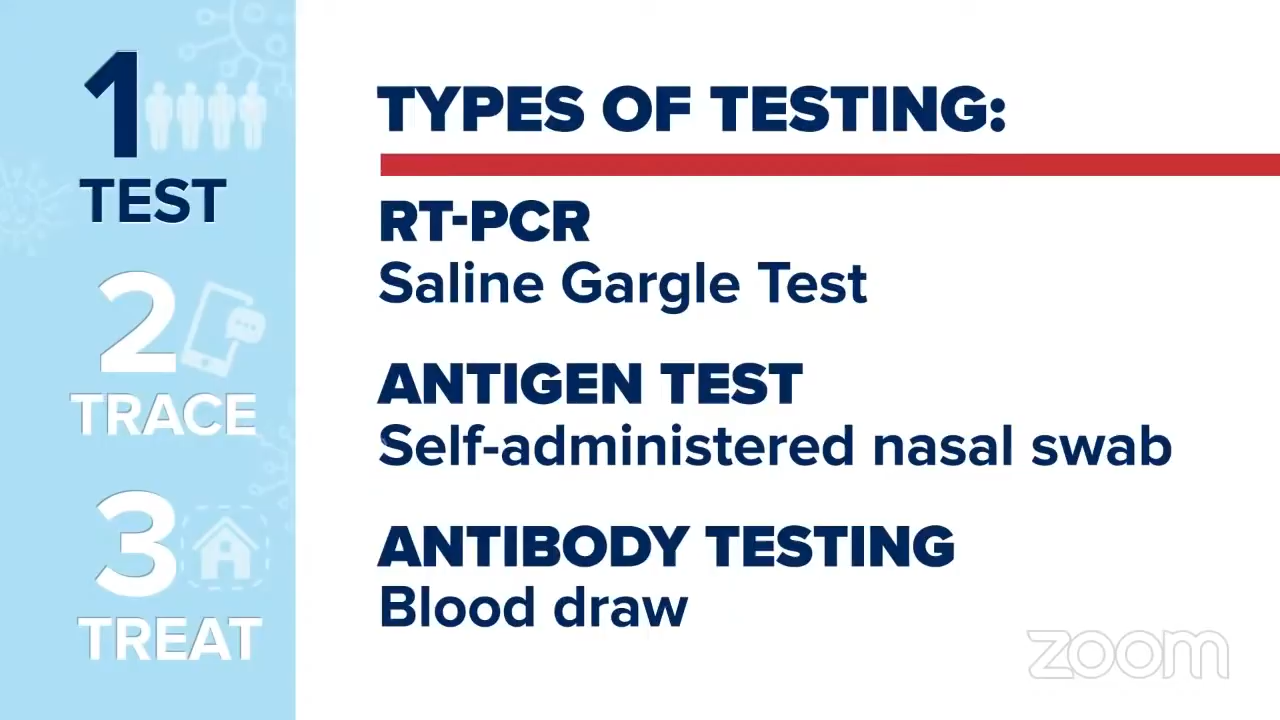 1
TEST
2
TRACE
3
TREAT
TYPES OF TESTING:
RT-PCR
Saline Gargle Test
ANTIGEN TEST
Self-administered nasal swab
ANTIBODY TESTING
Blood draw
zoom